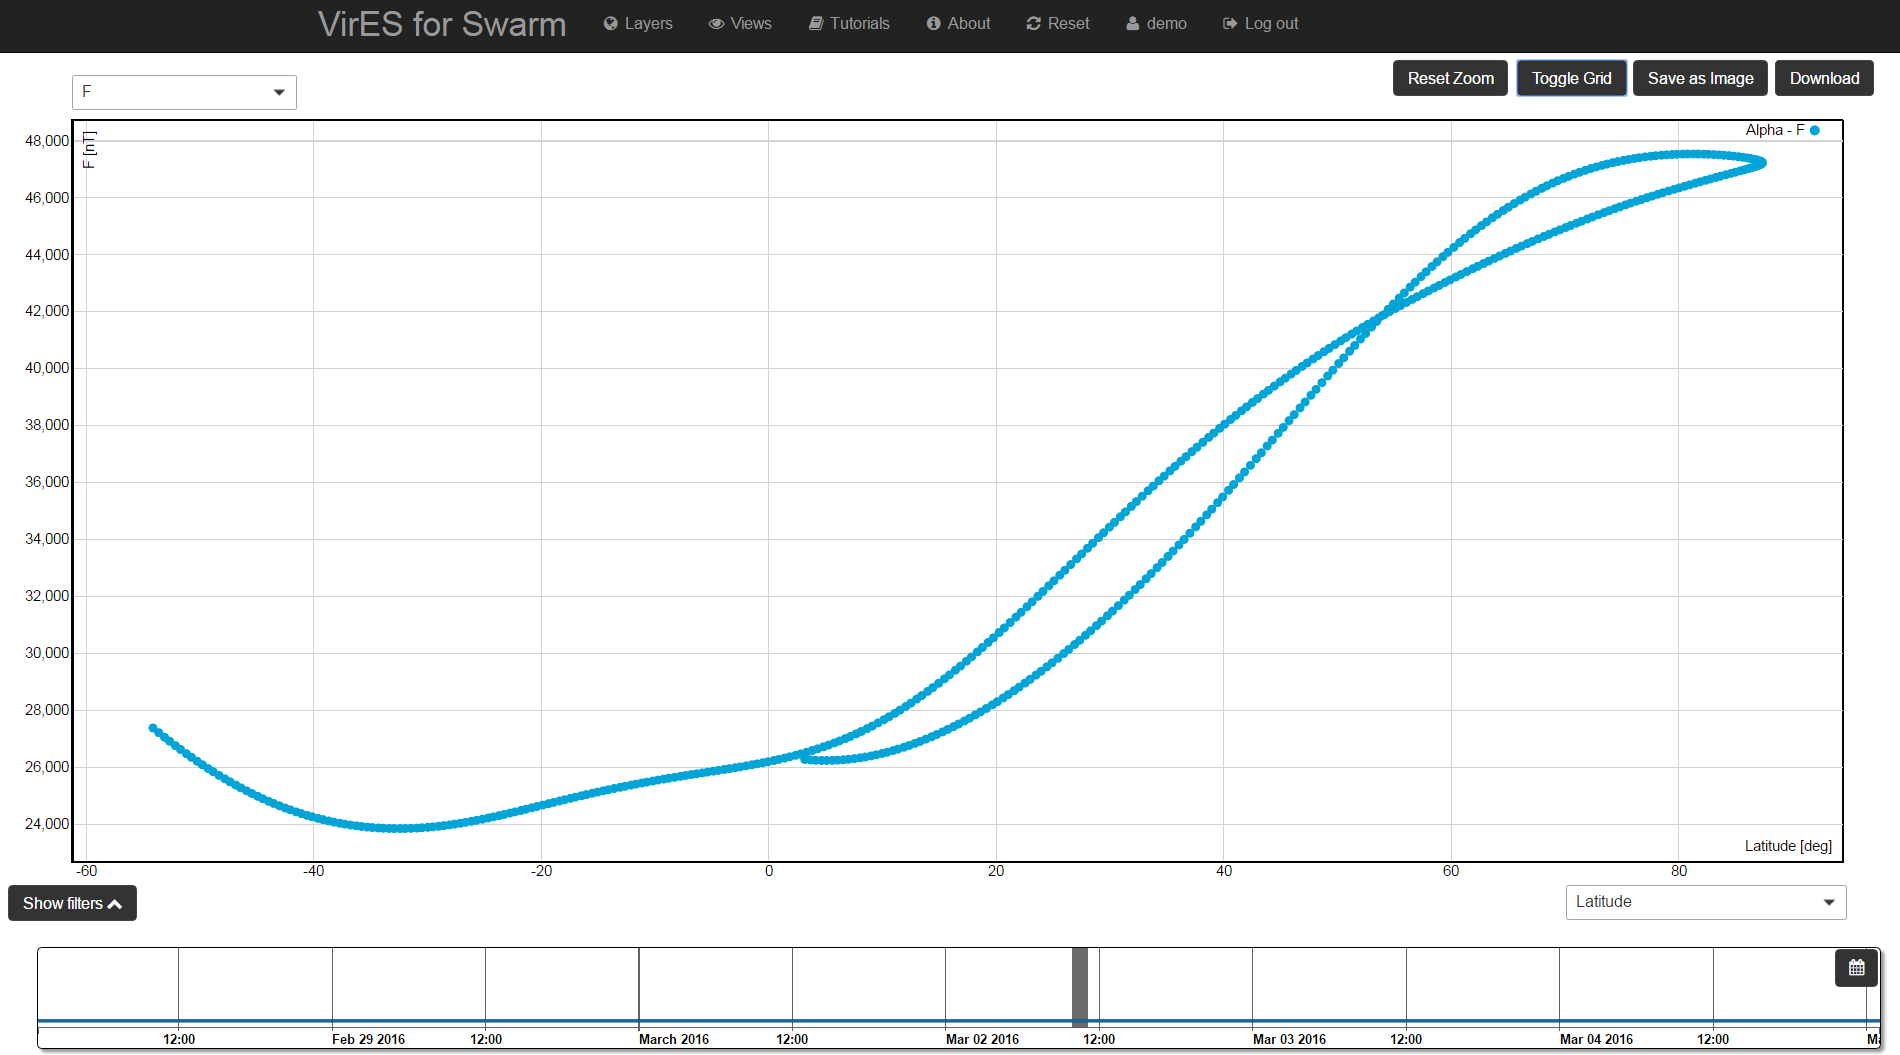 VirES for Swarm Layers Views Tutorials About Reset demo Log out
F
Reset Zoom Toggle Grid Save as Image Download
F [nT]
Alpha - F
48,000
46,000
44,000
42,000
40,000
38,000
36,000
34,000
32,000
30,000
28,000
26,000
24,000
Latitude [deg]
-60 -40 -20 0 20 40 60 80
Show filters
Latitude
12:00 Feb 29 2016 12:00 March 2016 12:00 Mar 02 2016 12:00 Mar 03 2016 12:00 Mar 04 2016 12:00